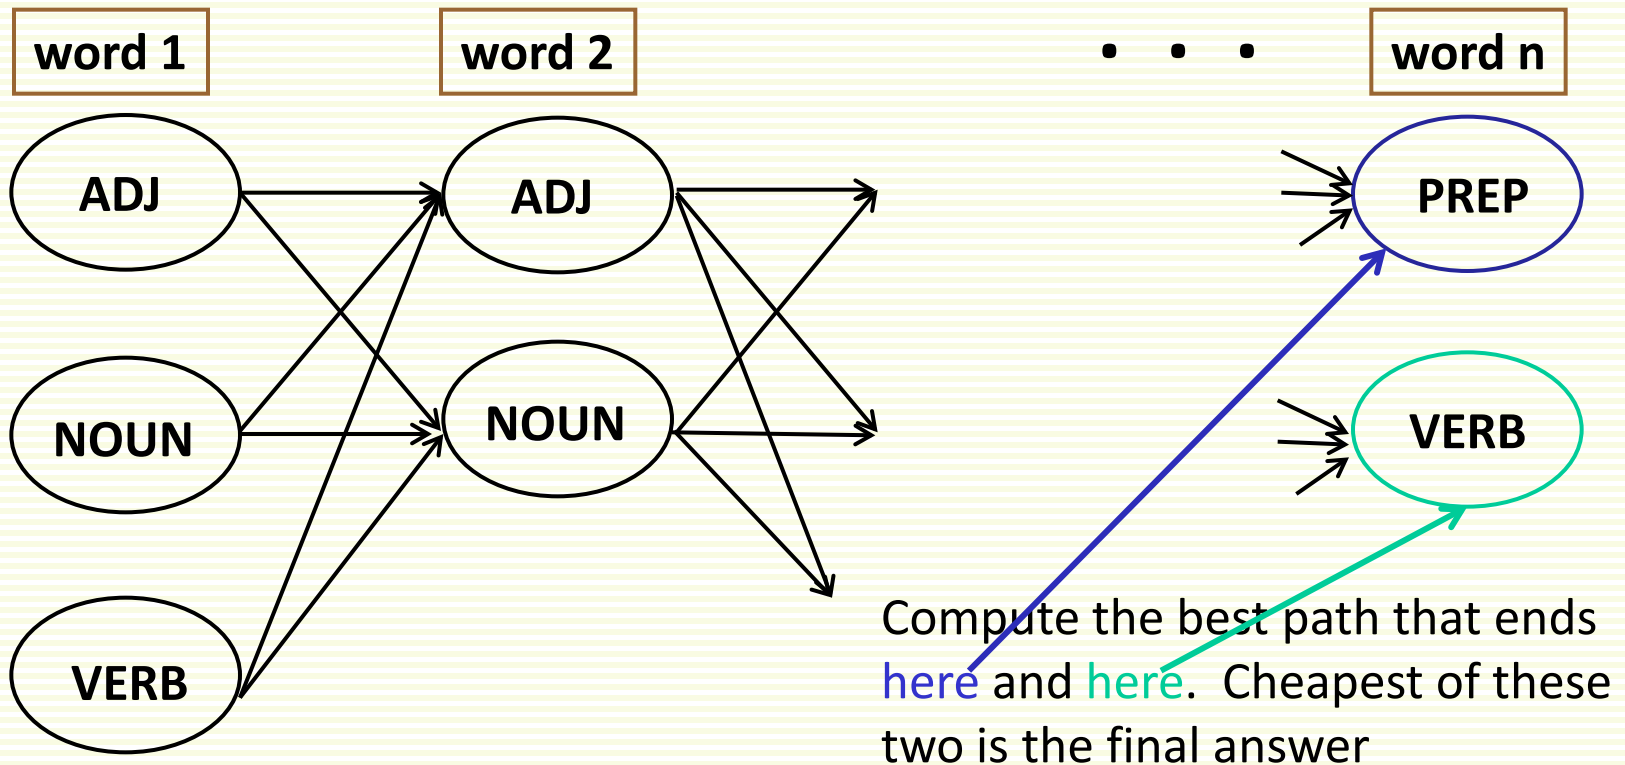 word 1
word 2
. . .
word n
ADJ
ADJ
PREP
NOUN
NOUN
VERB
VERB
Compute the best path that ends
here and here. Cheapest of these
two is the final answer